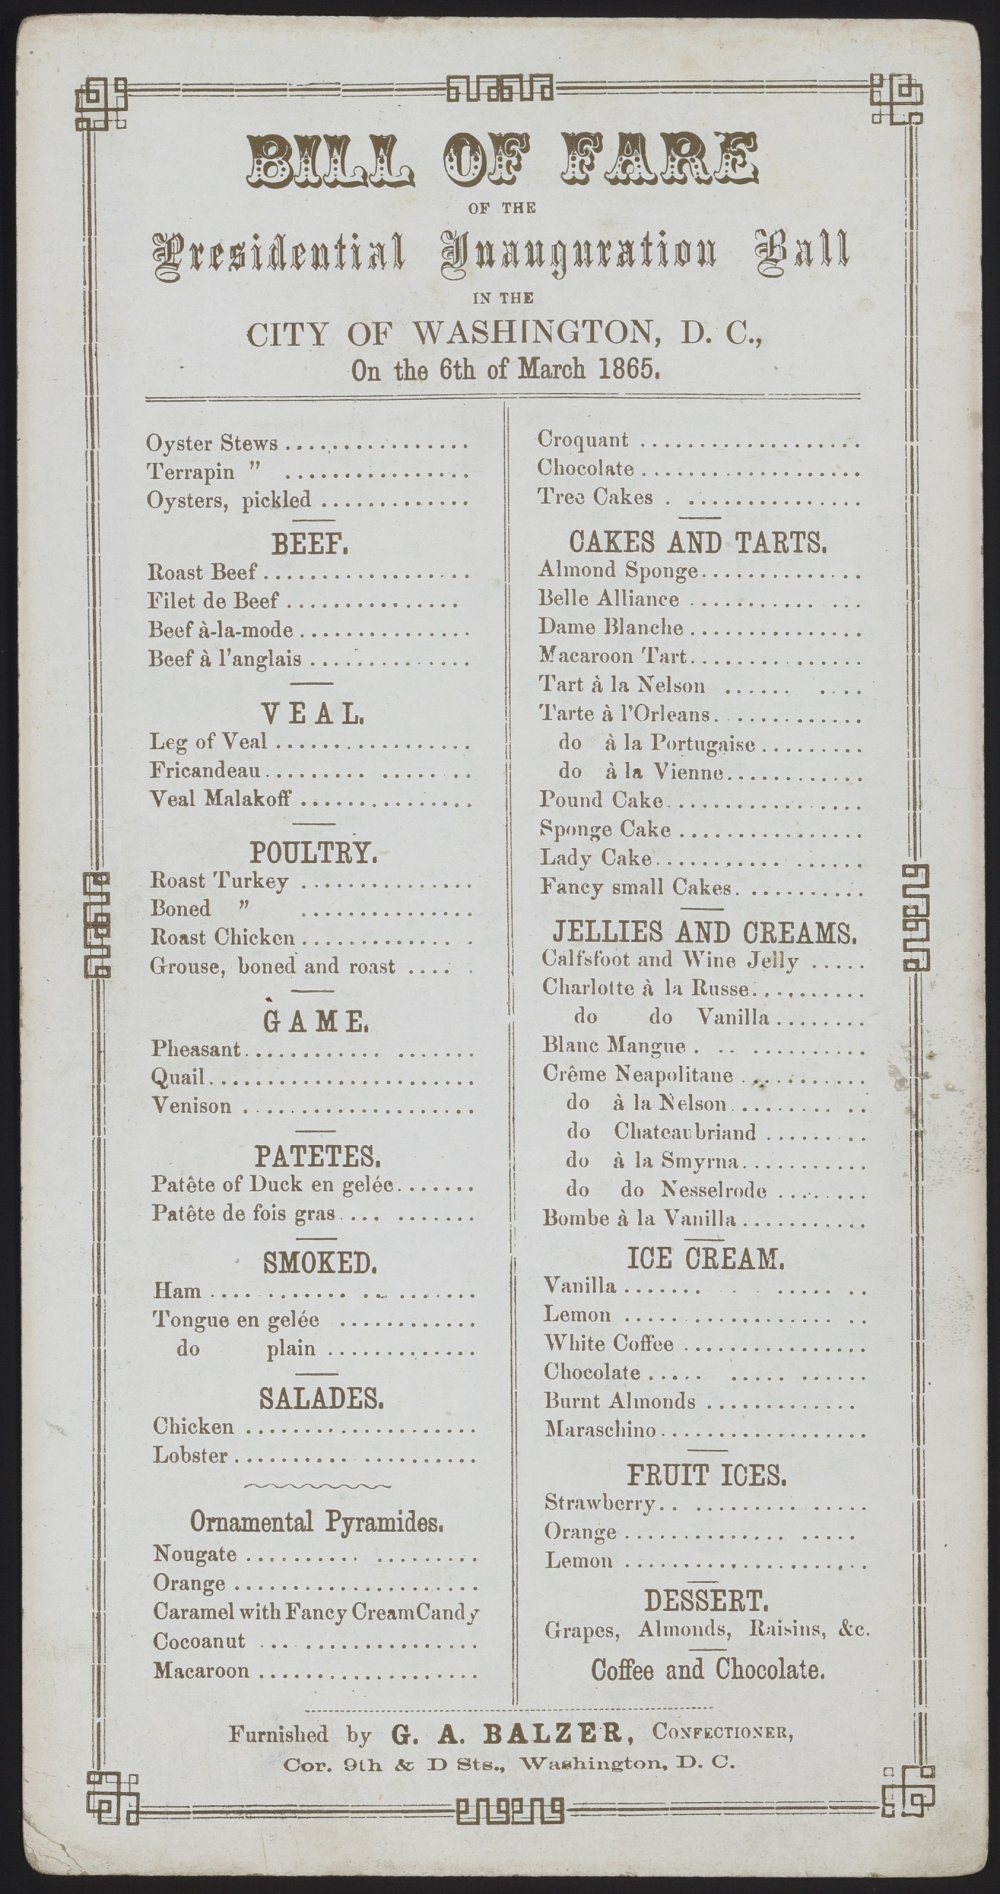 BILL OF FARE
OF THE
Presidential Inauguration Ball
IN THE
CITY OF WASHINGTON, D. C.,
On the 6th of March 1865.
Oyster Stews
Terrapin "
Oysters, pickled
BEEF.
Roast Beef
Filet de Beef
Beef à-la-mode
Beef à l'anglais
VEAL.
Leg of Veal
Fricandeau
Veal Malakoff
POULTRY.
Roast Turkey
Boned "
Roast Chicken
Grouse, boned and roast
GAME.
Pheasant
Quail
Venison
PATETES.
Patête of Duck en gelée
Patête de fois gras
SMOKED.
Ham
Tongue en gelée
do plain
SALADES.
Chicken
Lobster
Ornamental Pyramides.
Nougate
Orange
Caramel with Fancy Cream Candy
Cocoanut
Macaroon
Croquant
Chocolate
Tree Cakes
CAKES AND TARTS.
Almond Sponge
Belle Alliance
Dame Blanche
Macaroon Tart
Tart à la Nelson
Tarte à l'Orleans
do à la Portugaise
do à la Vienne
Pound Cake
Sponge Cake
Lady Cake
Fancy small Cakes
JELLIES AND CREAMS.
Calfsfoot and Wine Jelly
Charlotte à la Russe
do do Vanilla
Blanc Mangue
Crême Neapolitane
do à la Nelson
do Chateaubriand
do à la Smyrna
do do Nesselrode
Bombe à la Vanilla
ICE CREAM.
Vanilla
Lemon
White Coffee
Chocolate
Burnt Almonds
Maraschino
FRUIT ICES.
Strawberry
Orange
Lemon
DESSERT.
Grapes, Almonds, Raisins, &c.
Coffee and Chocolate.
Furnished by G. A. BALZER, CONFECTIONER,
Cor. 9th & D Sts., Washington, D. C.